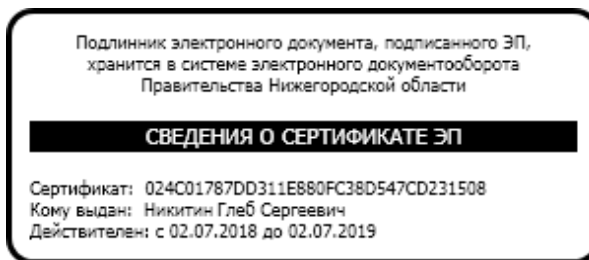 Подлинник электронного документа, подписанного ЭП,
хранится в системе электронного документооборота
Правительства Нижегородской области
СВЕДЕНИЯ О СЕРТИФИКАТЕ ЭП
Сертификат: 024C01787DD311E880FC38D547CD231508
Кому выдан: Никитин Глеб Сергеевич
Действителен: с 02.07.2018 до 02.07.2019